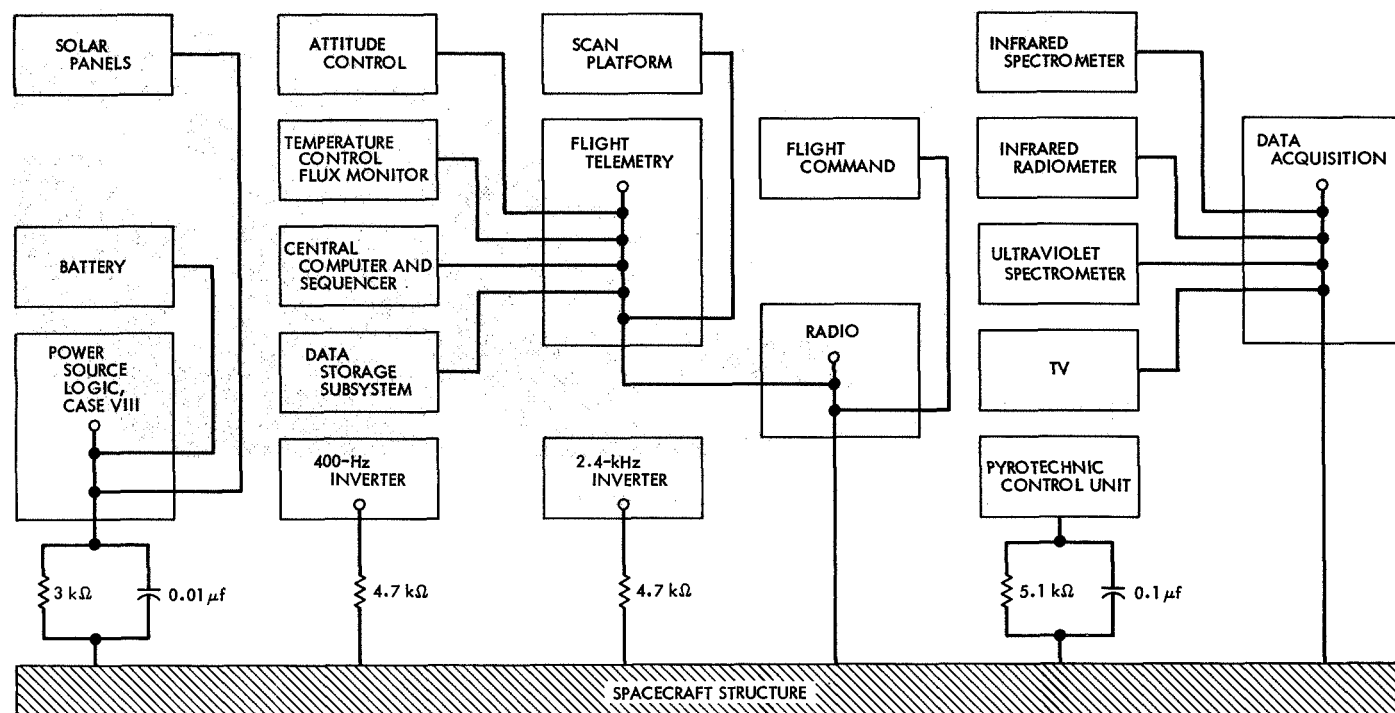 SOLAR
PANELS
ATTITUDE
CONTROL
SCAN
PLATFORM
INFRARED
SPECTROMETER
TEMPERATURE
CONTROL
FLUX MONITOR
FLIGHT
TELEMETRY
FLIGHT
COMMAND
INFRARED
RADIOMETER
DATA
ACQUISITION
BATTERY
CENTRAL
COMPUTER AND
SEQUENCER
ULTRAVIOLET
SPECTROMETER
POWER
SOURCE
LOGIC,
CASE VIII
DATA
STORAGE
SUBSYSTEM
RADIO
TV
400-Hz
INVERTER
2.4-kHz
INVERTER
PYROTECHNIC
CONTROL UNIT
3 kΩ
0.01 μf
4.7 kΩ
4.7 kΩ
5.1 kΩ
0.1 μf
SPACECRAFT STRUCTURE